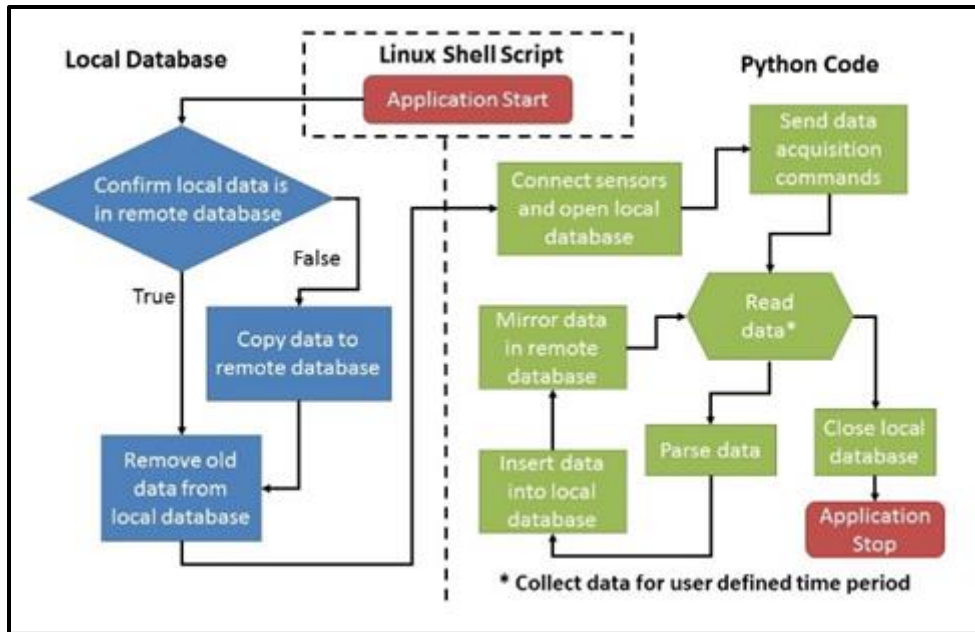 Local Database
Linux Shell Script
Application Start
Python Code
Confirm local data is
in remote database
False
True
Copy data to
remote database
Remove old
data from
local database
Connect sensors
and open local
database
Send data
acquisition
commands
Read
data*
Mirror data
in remote
database
Insert data
into local
database
Parse data
Close local
database
Application
Stop
* Collect data for user defined time period